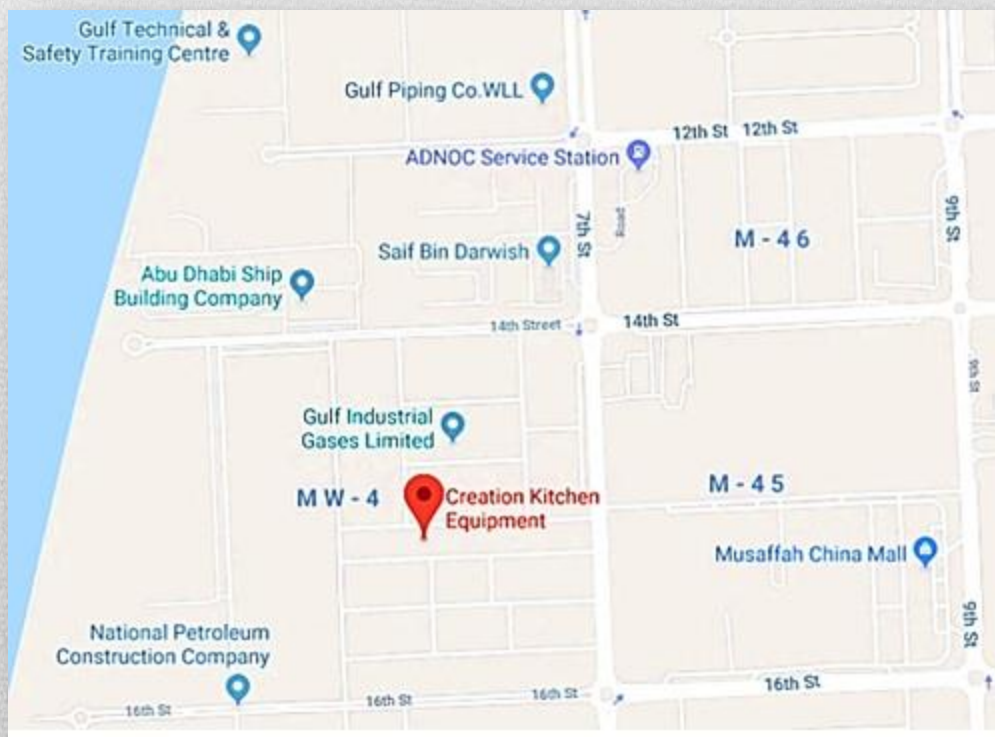 Gulf Technical &
Safety Training Centre
Gulf Piping Co.WLL
12th St 12th St
ADNOC Service Station
7th St
Road
9th St
M - 4 6
Saif Bin Darwish
Abu Dhabi Ship
Building Company
14th Street
14th St
9th St
Gulf Industrial
Gases Limited
M W - 4
Creation Kitchen
Equipment
M - 4 5
Musaffah China Mall
9th St
National Petroleum
Construction Company
16th St
16th St
16th St
16th St